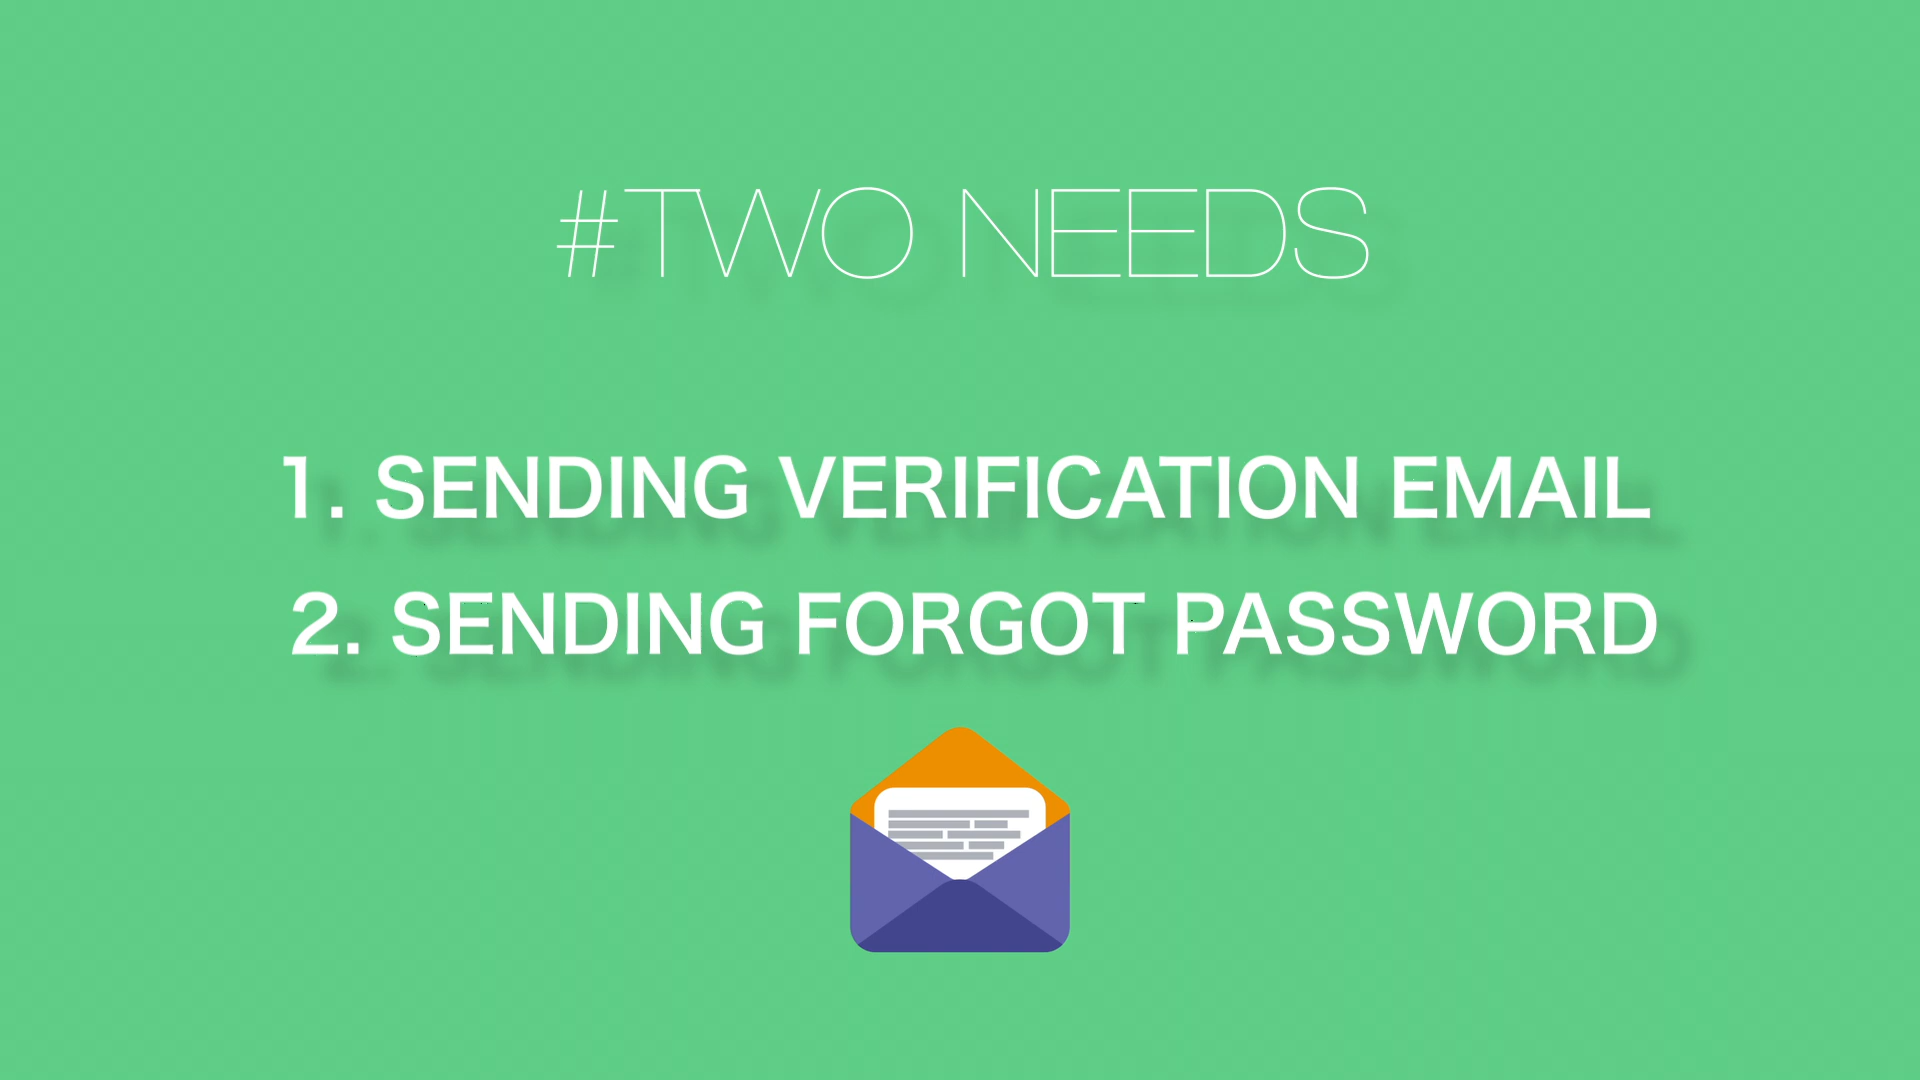 #TWO NEEDS
1. SENDING VERIFICATION EMAIL
2. SENDING FORGOT PASSWORD